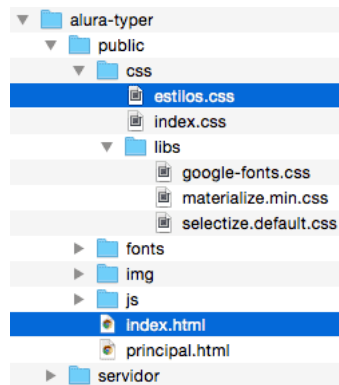 alura-typer
public
css
estilos.css
index.css
libs
google-fonts.css
materialize.min.css
selectize.default.css
fonts
img
js
index.html
principal.html
servidor